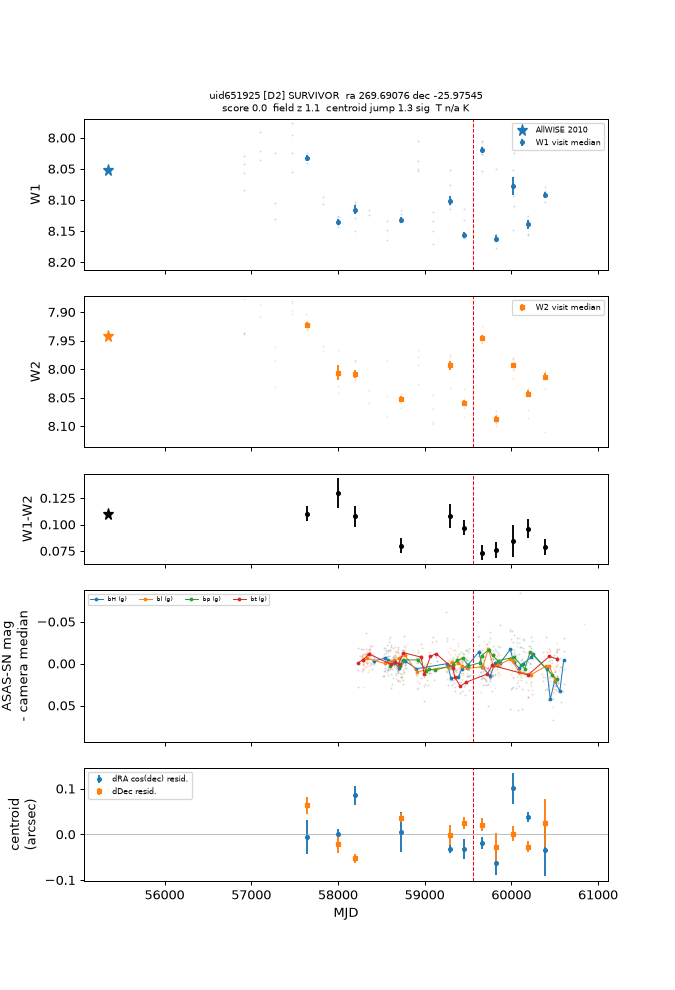 uid651925 [D2] SURVIVOR ra 269.69076 dec -25.97545
score 0.0 field z 1.1 centroid jump 1.3 sig T n/a K
8.00
8.05
8.10
8.15
8.20
W1
AllWISE 2010
W1 visit median
7.90
7.95
8.00
8.05
8.10
W2
W2 visit median
0.125
0.100
0.075
W1-W2
−0.05
0.00
0.05
ASAS-SN mag
- camera median
bH (g) bl (g) bp (g) bt (g)
0.1
0.0
−0.1
centroid
(arcsec)
dRA cos(dec) resid.
dDec resid.
56000 57000 58000 59000 60000 61000
MJD